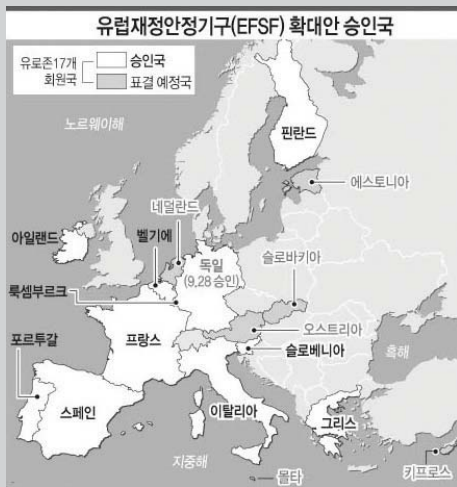 유럽재정안정기구(EFSF) 확대안 승인국
유로존17개
회원국
승인국
표결 예정국
노르웨이해
핀란드
에스토니아
네덜란드
아일랜드
벨기에
독일
(9.28 승인)
슬로바키아
룩셈부르크
오스트리아
포르투갈
프랑스
슬로베니아
흑해
스페인
이탈리아
그리스
지중해
몰타
키프로스